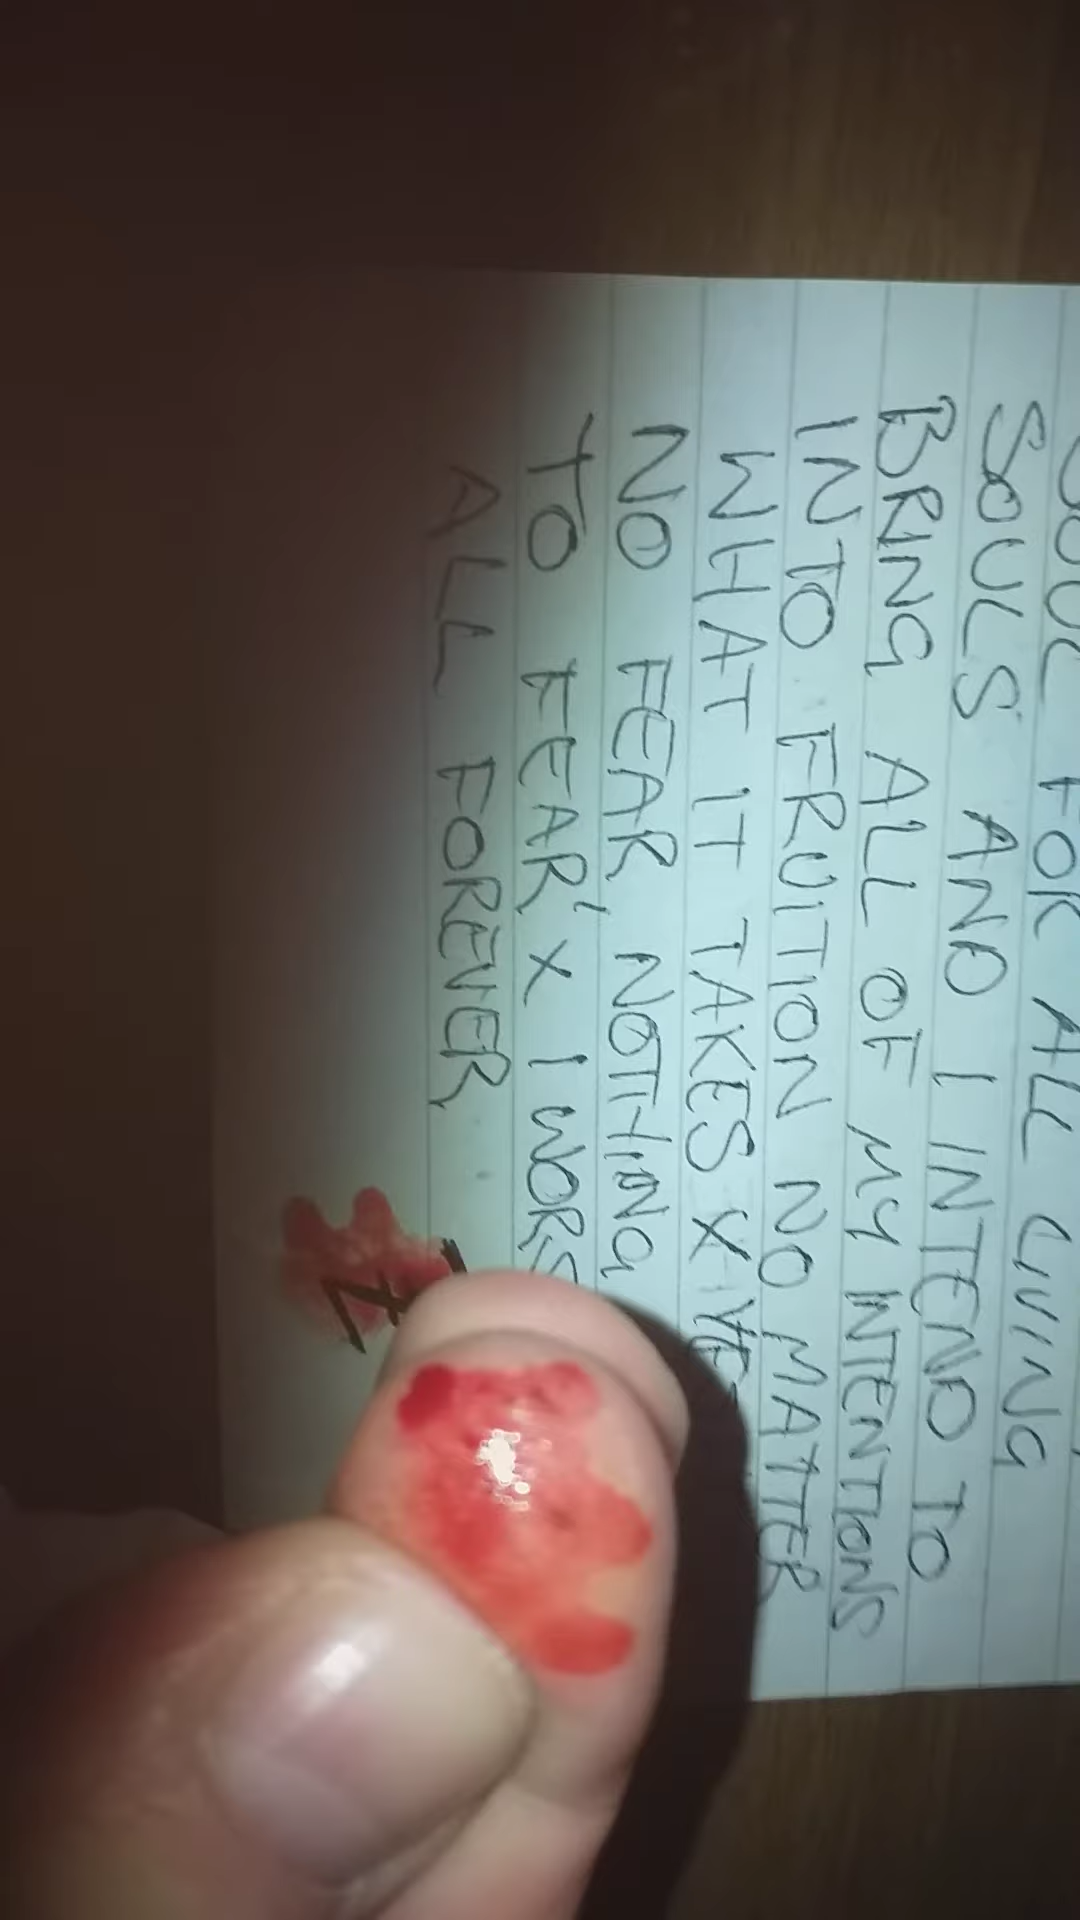 FOR ALL LIVING
SOULS AND I INTEND TO
BRING ALL OF MY INTENTIONS
INTO FRUITION NO MATTER
WHAT IT TAKES X
NO FEAR, NOTHING
TO FEAR' X I
ALL FOREVER